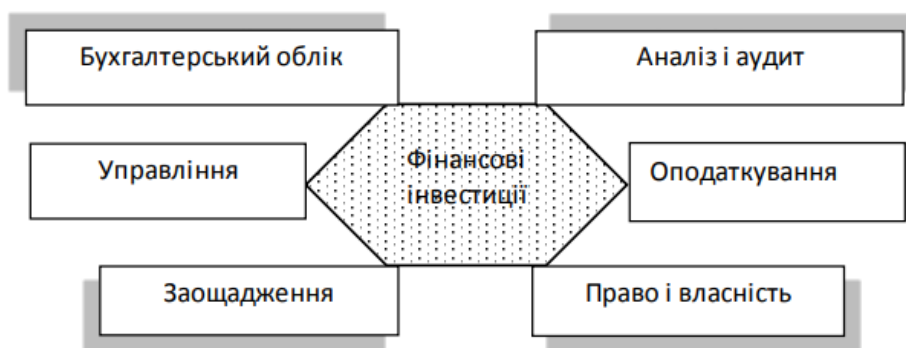 Бухгалтерський облік
Аналіз і аудит
Управління
Фінансові
інвестиції
Оподаткування
Заощадження
Право і власність